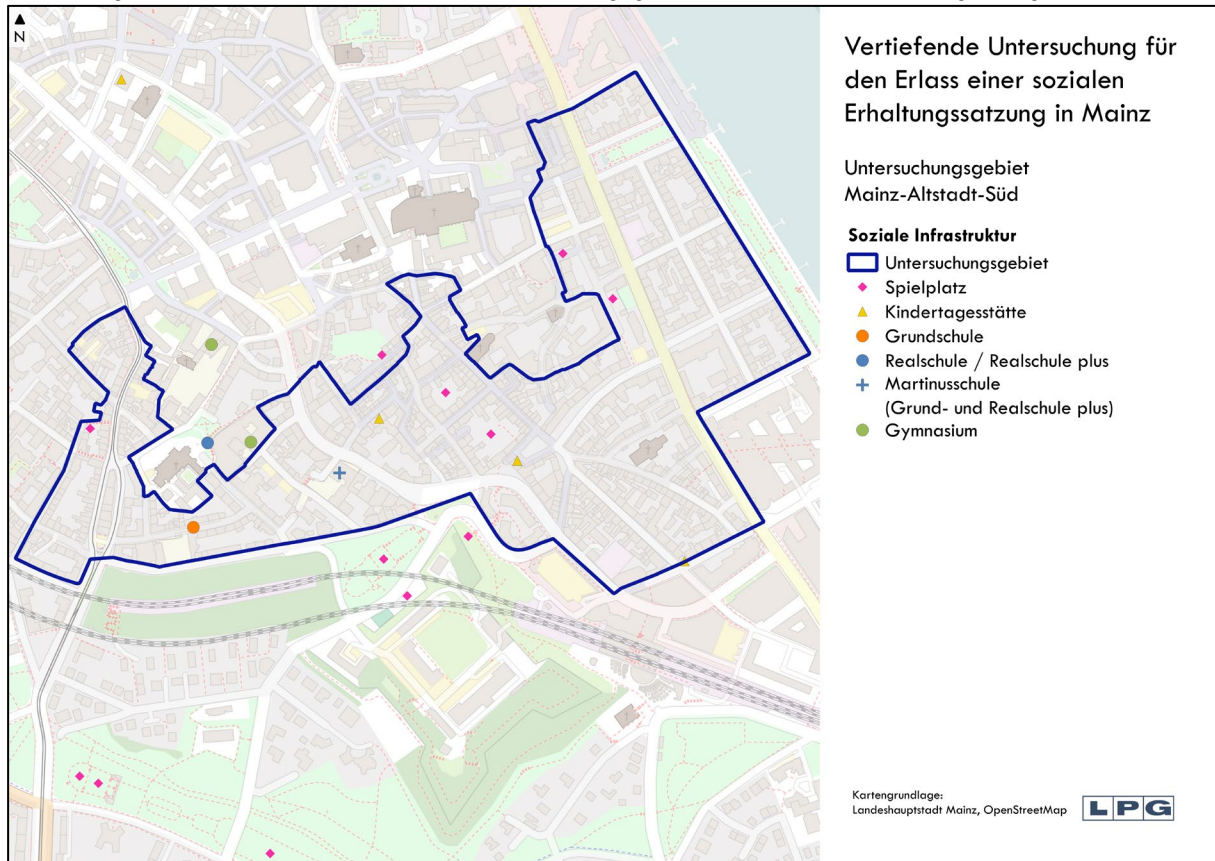 N
Vertiefende Untersuchung für
den Erlass einer sozialen
Erhaltungssatzung in Mainz
Untersuchungsgebiet
Mainz-Altstadt-Süd
Soziale Infrastruktur
Untersuchungsgebiet
Spielplatz
Kindertagesstätte
Grundschule
Realschule / Realschule plus
Martinusschule
(Grund- und Realschule plus)
Gymnasium
Kartengrundlage:
Landeshauptstadt Mainz, OpenStreetMap
LPG